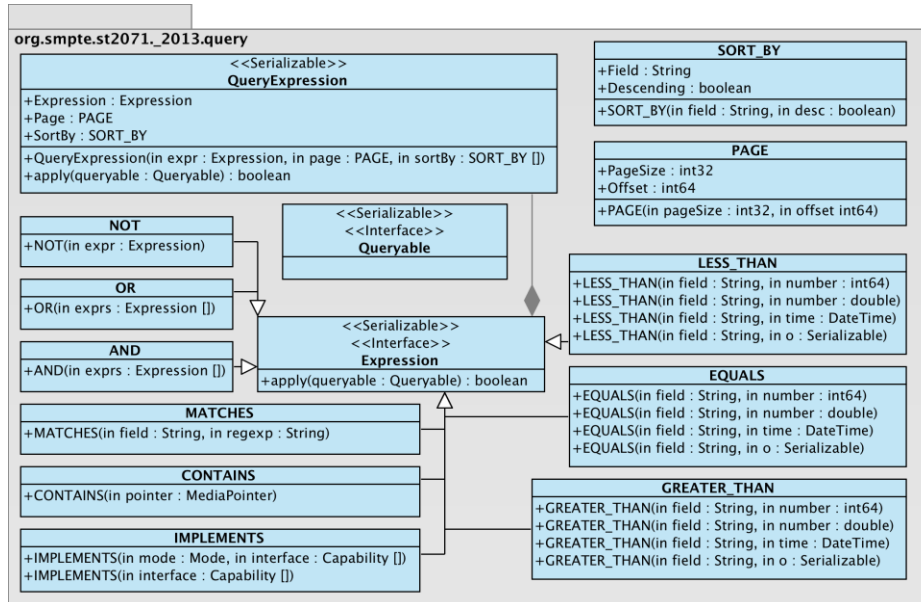 org.smpte.st2071._2013.query
<<Serializable>>
QueryExpression
+Expression : Expression
+Page : PAGE
+SortBy : SORT_BY
+QueryExpression(in expr : Expression, in page : PAGE, in sortBy : SORT_BY [])
+apply(queryable : Queryable) : boolean
SORT_BY
+Field : String
+Descending : boolean
+SORT_BY(in field : String, in desc : boolean)
PAGE
+PageSize : int32
+Offset : int64
+PAGE(in pageSize : int32, in offset int64)
<<Serializable>>
<<Interface>>
Queryable
NOT
+NOT(in expr : Expression)
OR
+OR(in exprs : Expression [])
AND
+AND(in exprs : Expression [])
<<Serializable>>
<<Interface>>
Expression
+apply(queryable : Queryable) : boolean
LESS_THAN
+LESS_THAN(in field : String, in number : int64)
+LESS_THAN(in field : String, in number : double)
+LESS_THAN(in field : String, in time : DateTime)
+LESS_THAN(in field : String, in o : Serializable)
MATCHES
+MATCHES(in field : String, in regexp : String)
EQUALS
+EQUALS(in field : String, in number : int64)
+EQUALS(in field : String, in number : double)
+EQUALS(in field : String, in time : DateTime)
+EQUALS(in field : String, in o : Serializable)
CONTAINS
+CONTAINS(in pointer : MediaPointer)
GREATER_THAN
+GREATER_THAN(in field : String, in number : int64)
+GREATER_THAN(in field : String, in number : double)
+GREATER_THAN(in field : String, in time : DateTime)
+GREATER_THAN(in field : String, in o : Serializable)
IMPLEMENTS
+IMPLEMENTS(in mode : Mode, in interface : Capability [])
+IMPLEMENTS(in interface : Capability [])